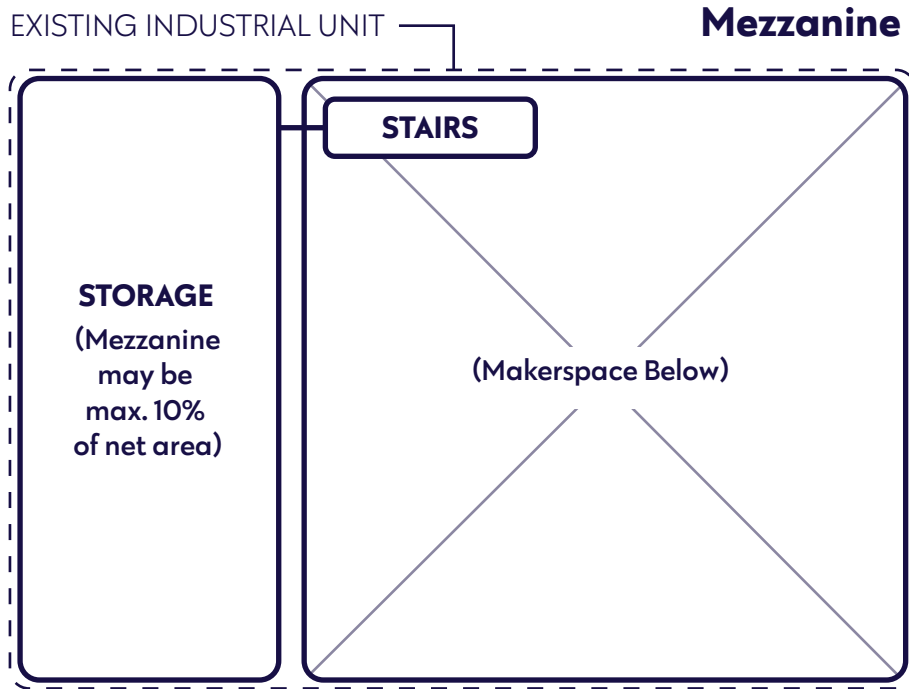 EXISTING INDUSTRIAL UNIT
Mezzanine
STAIRS
STORAGE
(Mezzanine
may be
max. 10%
of net area)
(Makerspace Below)